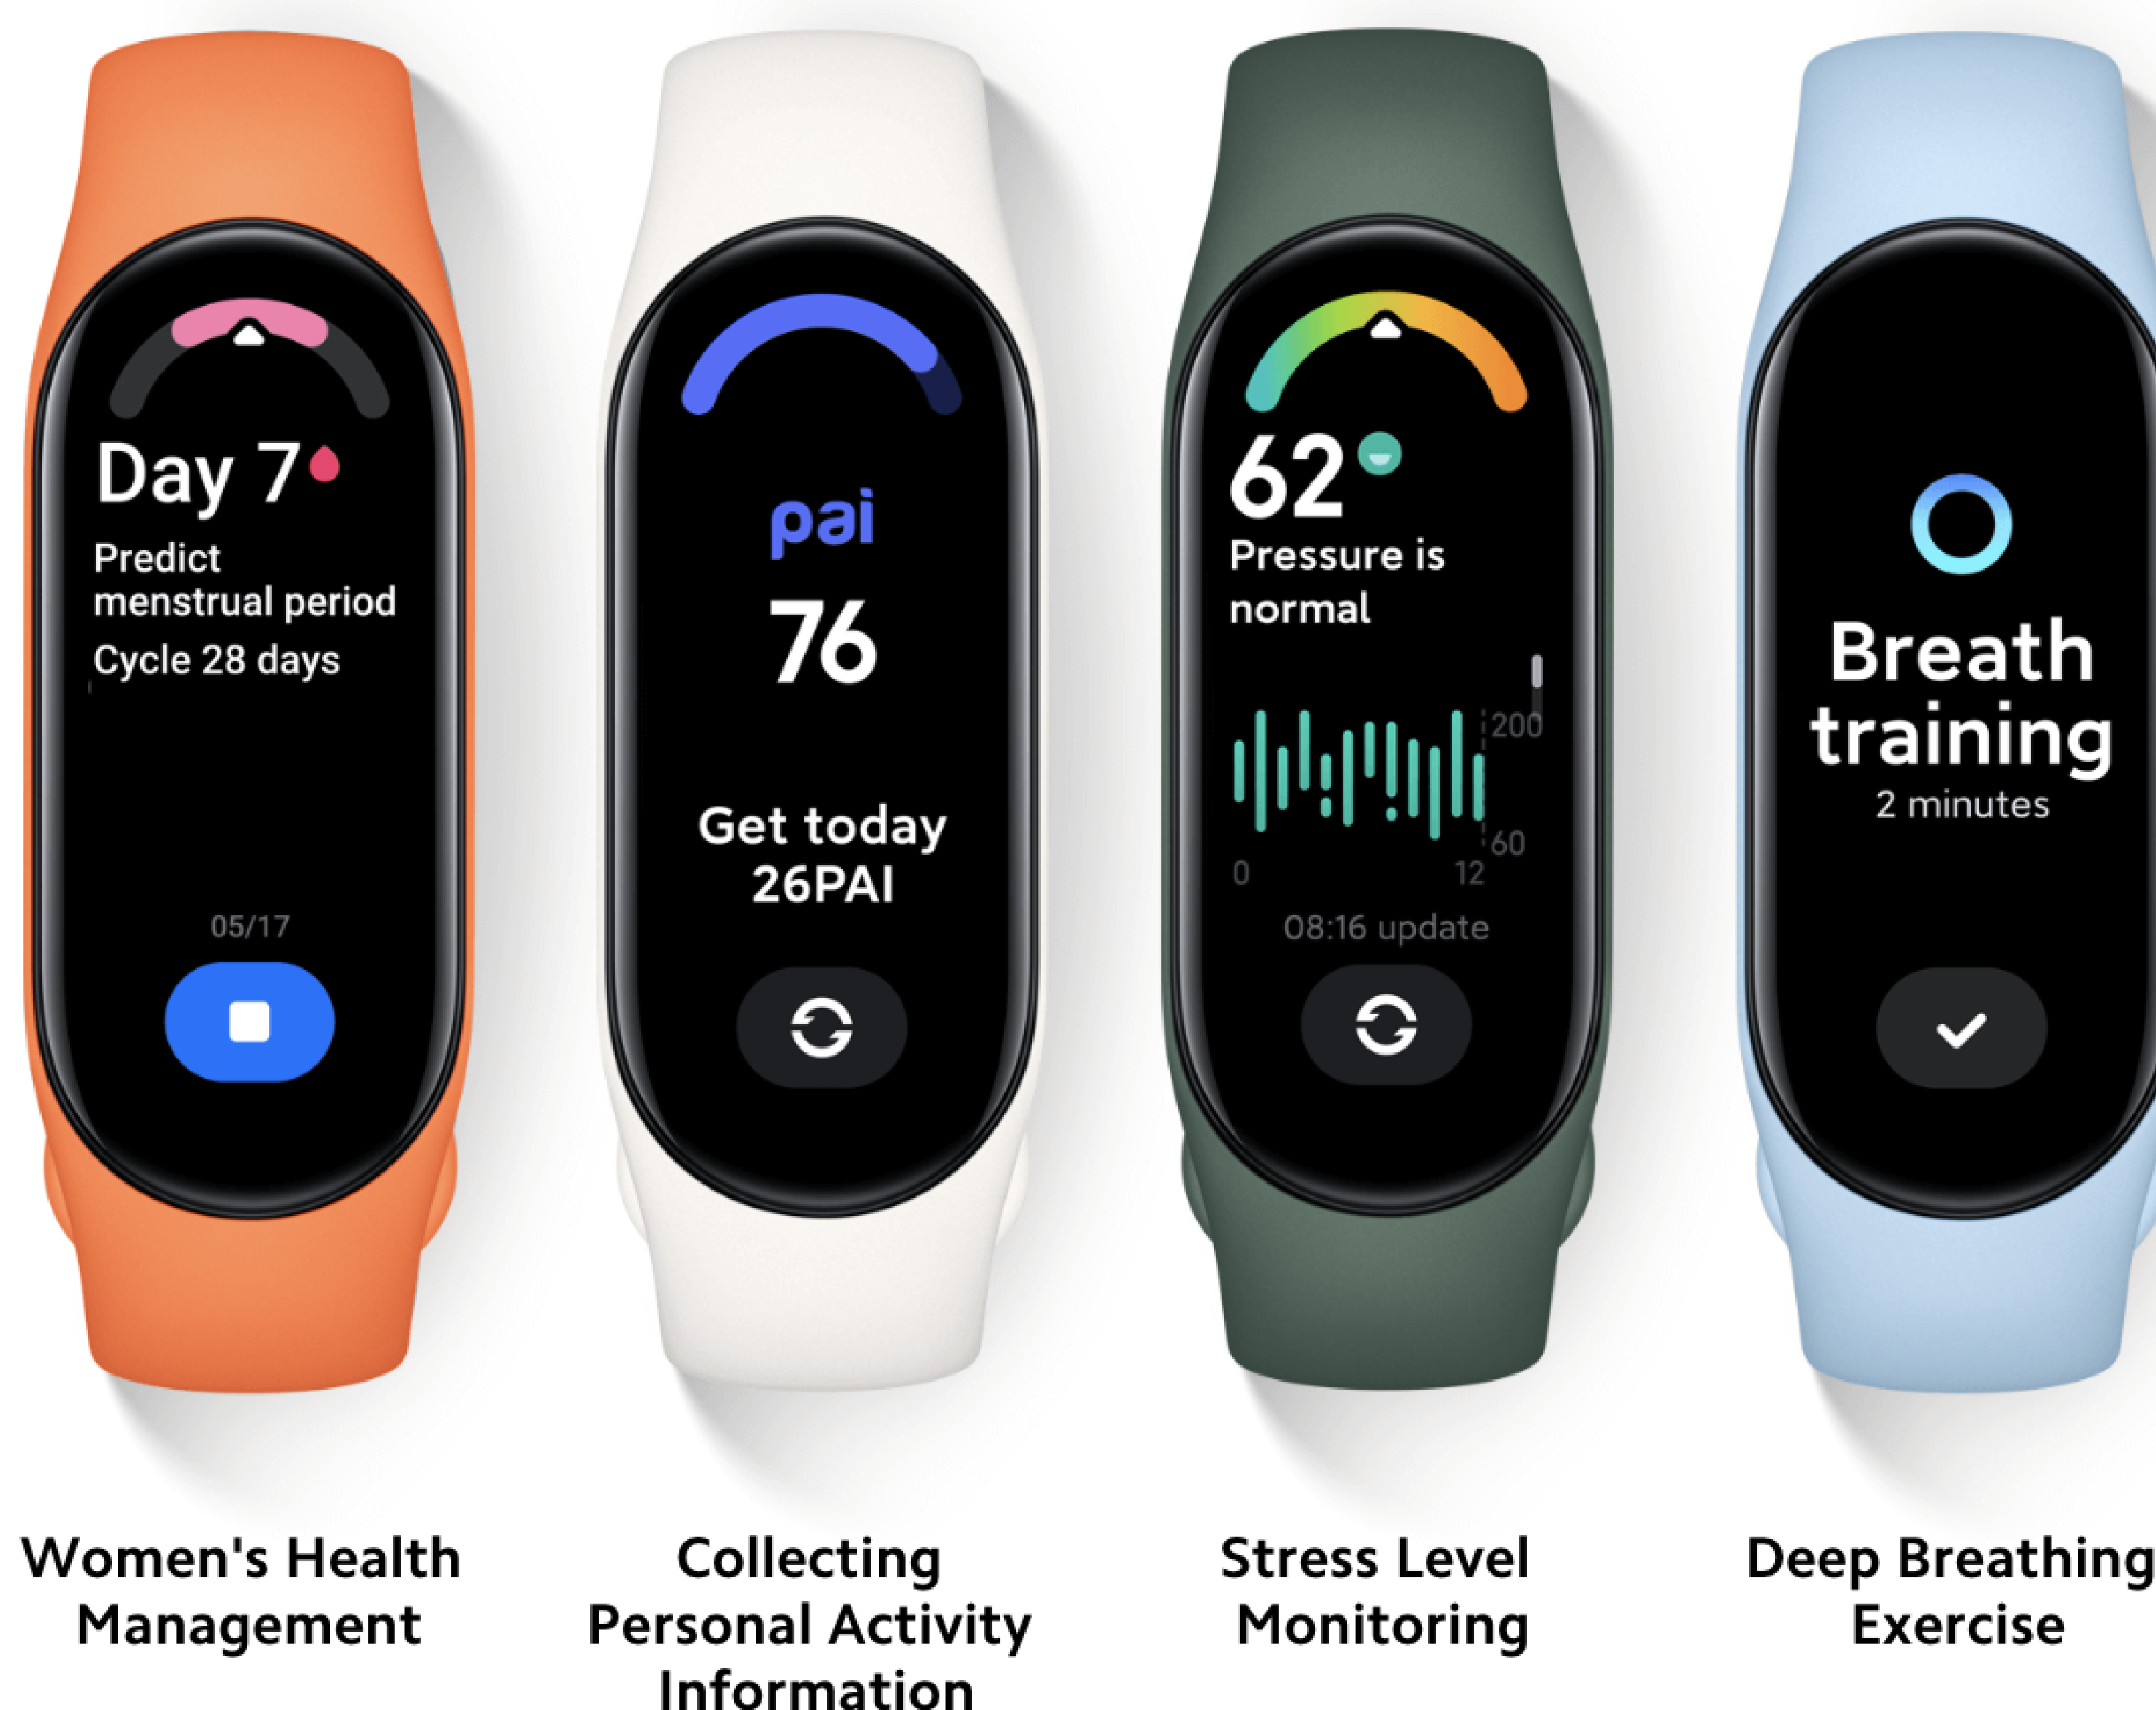 Day 7
Predict
menstrual period
Cycle 28 days
05/17
Women's Health
Management
pai
76
Get today
26PAI
Collecting
Personal Activity
Information
62
Pressure is
normal
200
60
0 12
08:16 update
Stress Level
Monitoring
Breath
training
2 minutes
Deep Breathing
Exercise